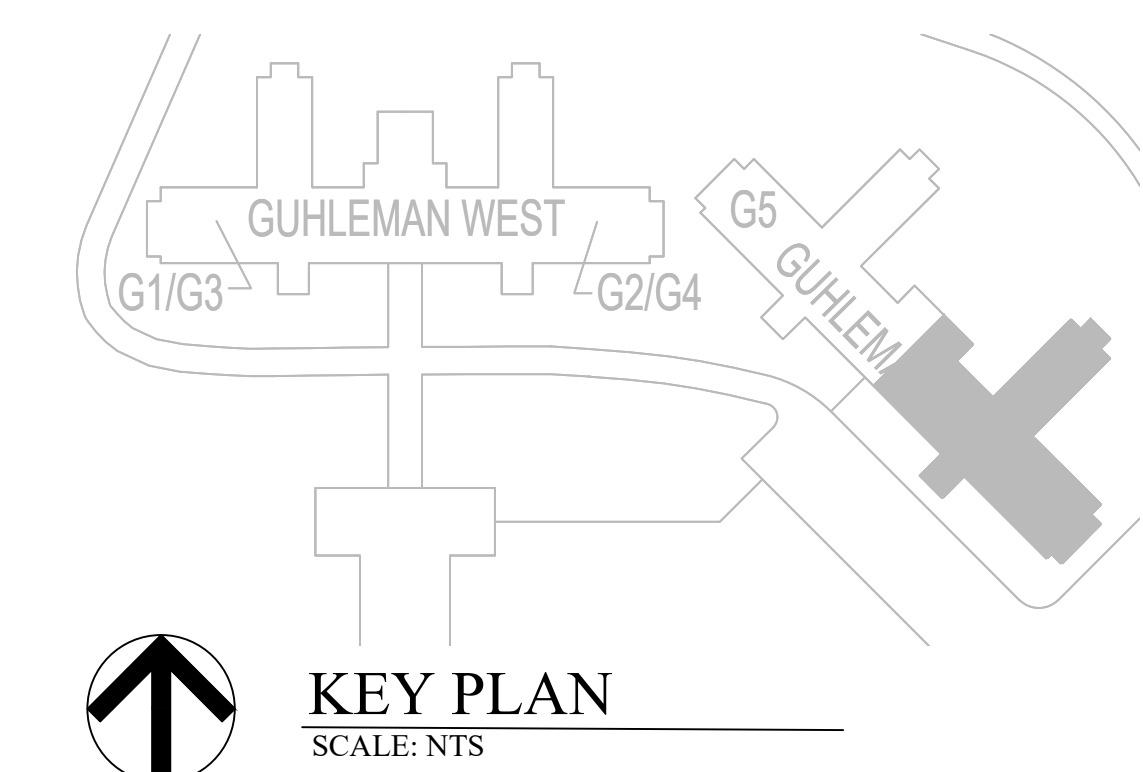 GUHLEMAN WEST
G1/G3
G2/G4
G5
GUHLEM
KEY PLAN
SCALE: NTS